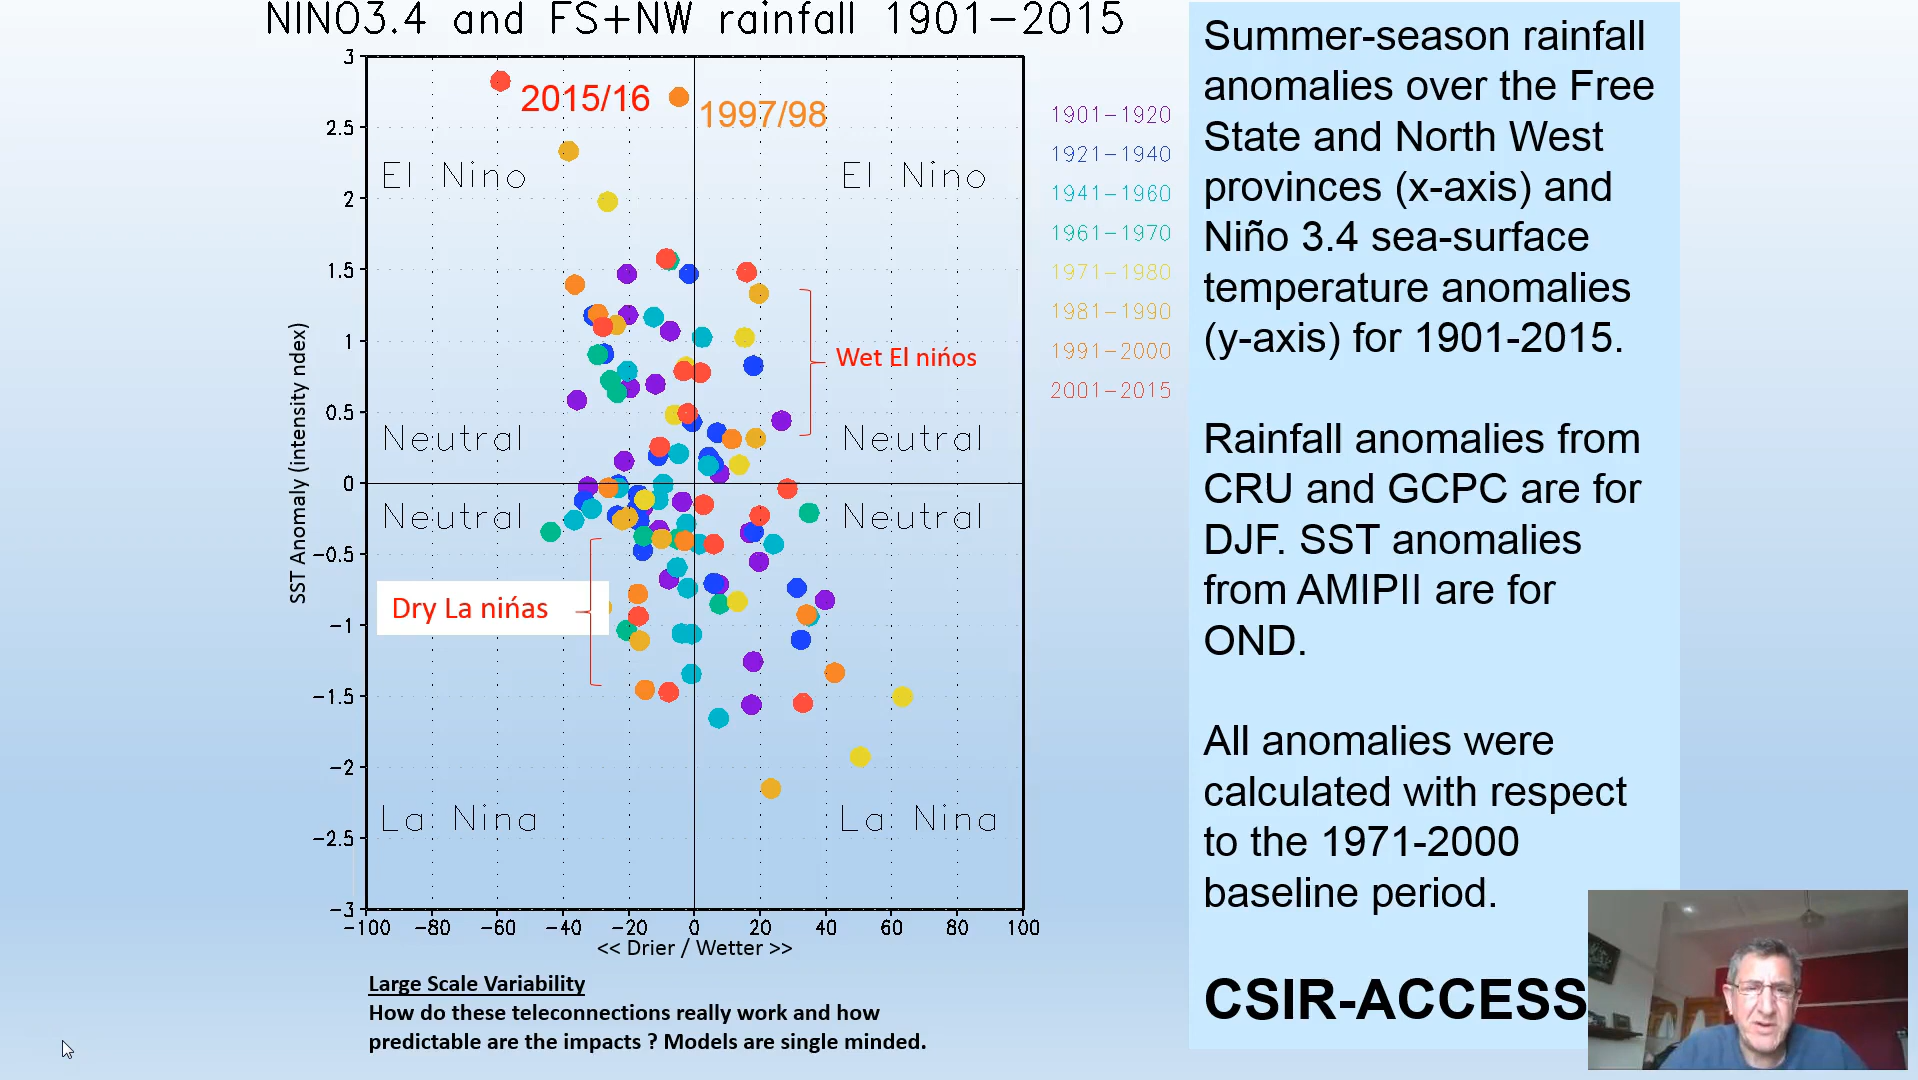 NINO3.4 and FS+NW rainfall 1901-2015
3
2.5
2
1.5
1
0.5
0
-0.5
-1
-1.5
-2
-2.5
-3
SST Anomaly (intensity ndex)
2015/16
1997/98
El Nino
El Nino
Wet El nińos
Neutral
Neutral
Neutral
Neutral
Dry La nińas
La Nina
La Nina
-100 -80 -60 -40 -20 0 20 40 60 80 100
<< Drier / Wetter >>
1901-1920
1921-1940
1941-1960
1961-1970
1971-1980
1981-1990
1991-2000
2001-2015
Large Scale Variability
How do these teleconnections really work and how
predictable are the impacts ? Models are single minded.
Summer-season rainfall
anomalies over the Free
State and North West
provinces (x-axis) and
Niño 3.4 sea-surface
temperature anomalies
(y-axis) for 1901-2015.
Rainfall anomalies from
CRU and GCPC are for
DJF. SST anomalies
from AMIPII are for
OND.
All anomalies were
calculated with respect
to the 1971-2000
baseline period.
CSIR-ACCESS